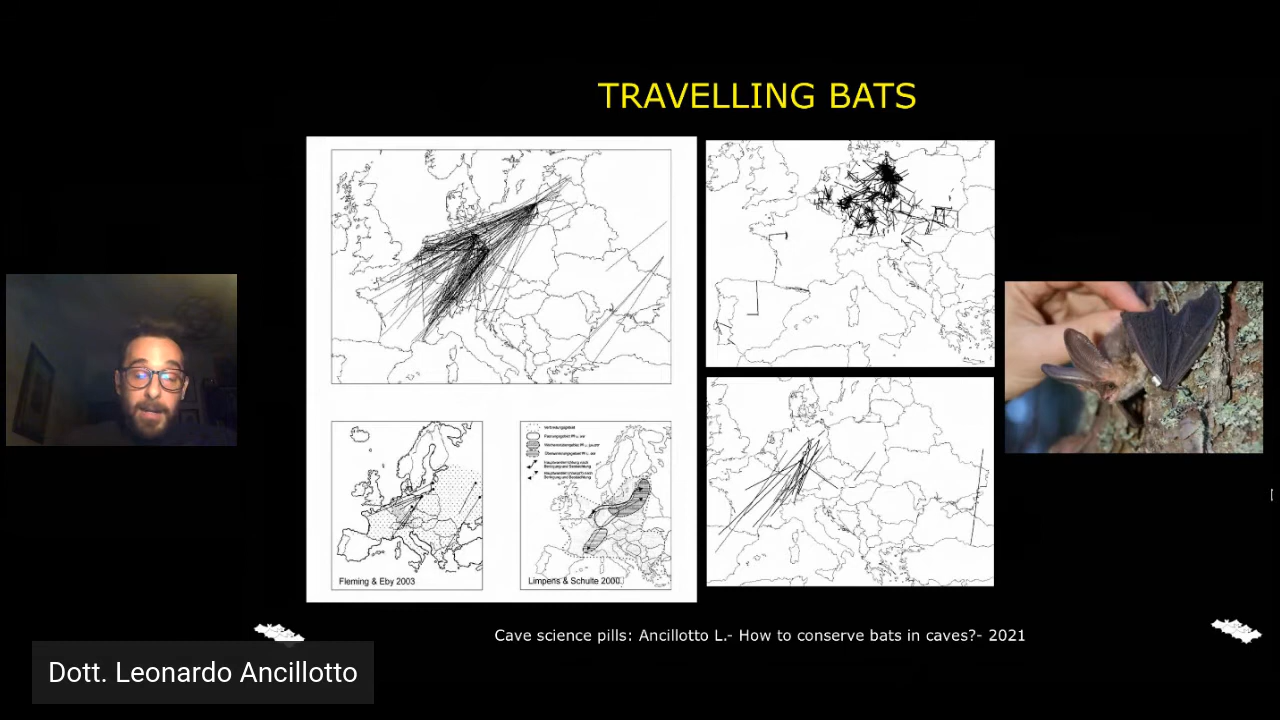 TRAVELLING BATS
Fleming & Eby 2003
Limpens & Schulte 2000
Cave science pills: Ancillotto L.- How to conserve bats in caves?- 2021
Dott. Leonardo Ancillotto